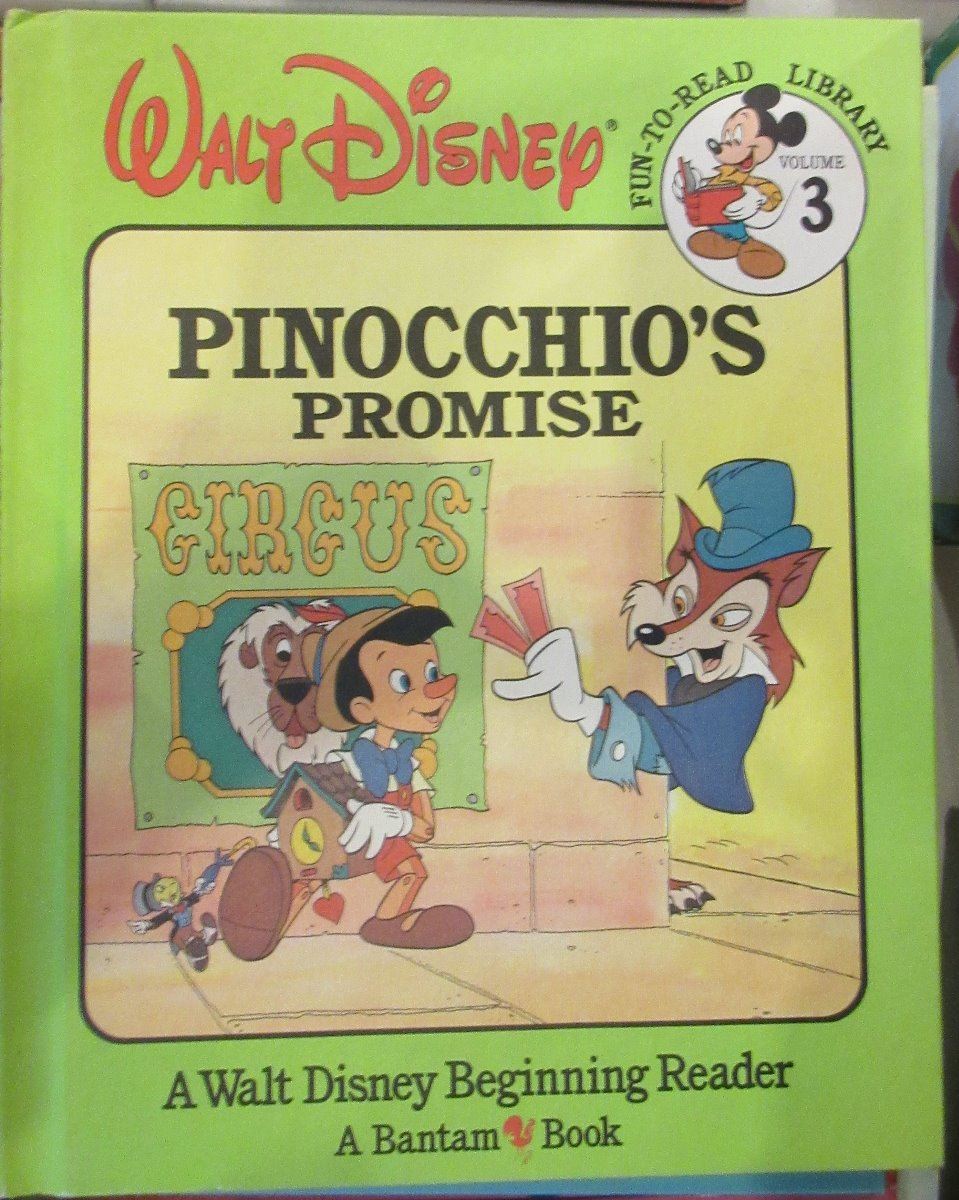 WALT DISNEY®
FUN-TO-READ LIBRARY
VOLUME
3
PINOCCHIO'S
PROMISE
CIRCUS
A Walt Disney Beginning Reader
A Bantam Book